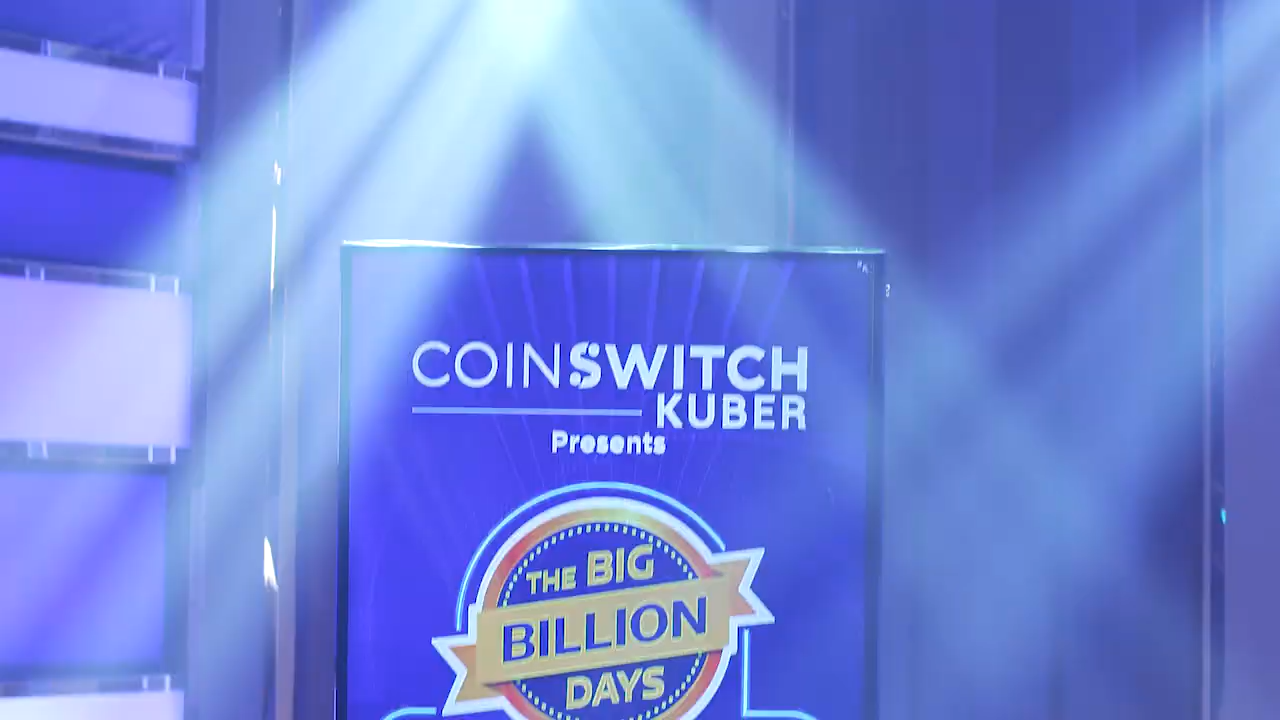 COINSWITCH
KUBER
Presents
THE BIG
BILLION
DAYS